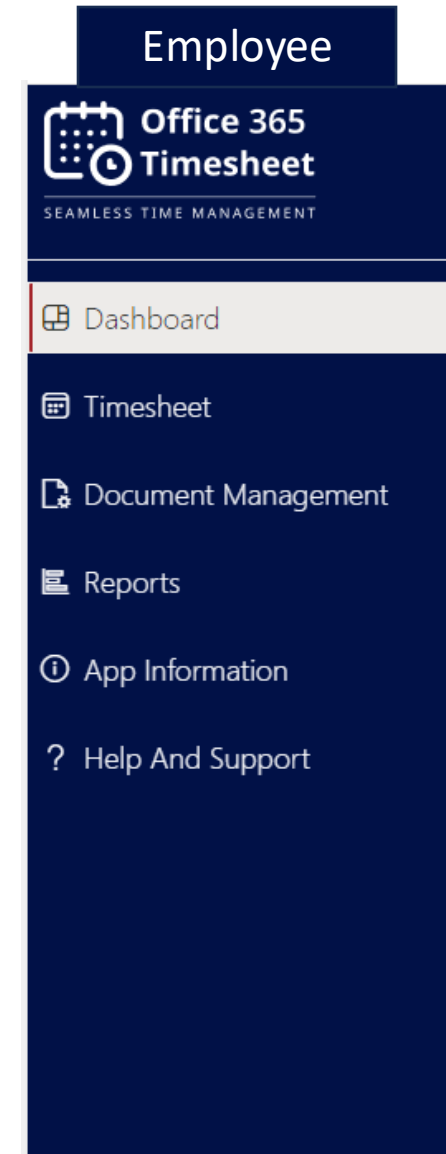 Employee
Office 365
Timesheet
SEAMLESS TIME MANAGEMENT
Dashboard
Timesheet
Document Management
Reports
App Information
? Help And Support